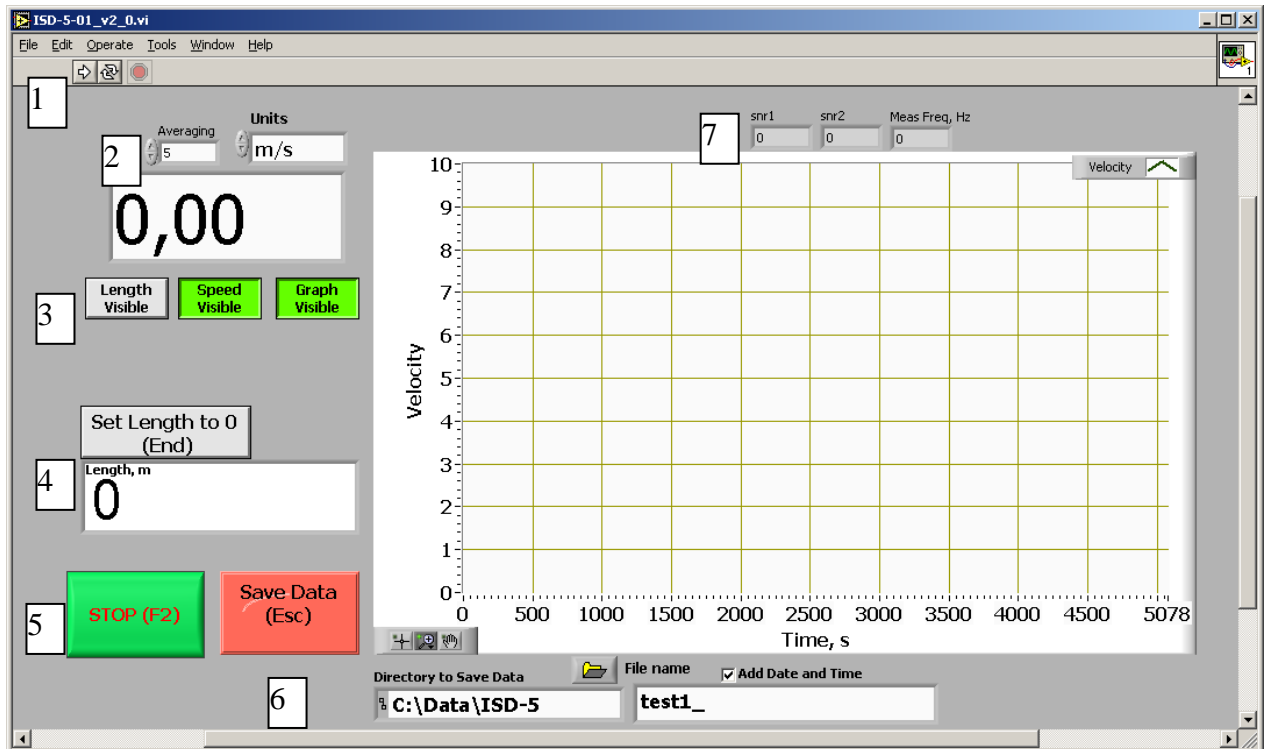 ISD-5-01_v2_0.vi
File Edit Operate Tools Window Help
1
1
Averaging
Units
2
5
m/s
0,00
3
Length
Visible
Speed
Visible
Graph
Visible
Set Length to 0
(End)
4
Length, m
0
5
STOP (F2)
Save Data
(Esc)
7
snr1
snr2
Meas Freq, Hz
0
0
0
Velocity
10
9
8
7
6
5
4
3
2
1
0
Velocity
0 500 1000 1500 2000 2500 3000 3500 4000 4500 5078
Time, s
6
Directory to Save Data
File name
Add Date and Time
C:\Data\ISD-5
test1_